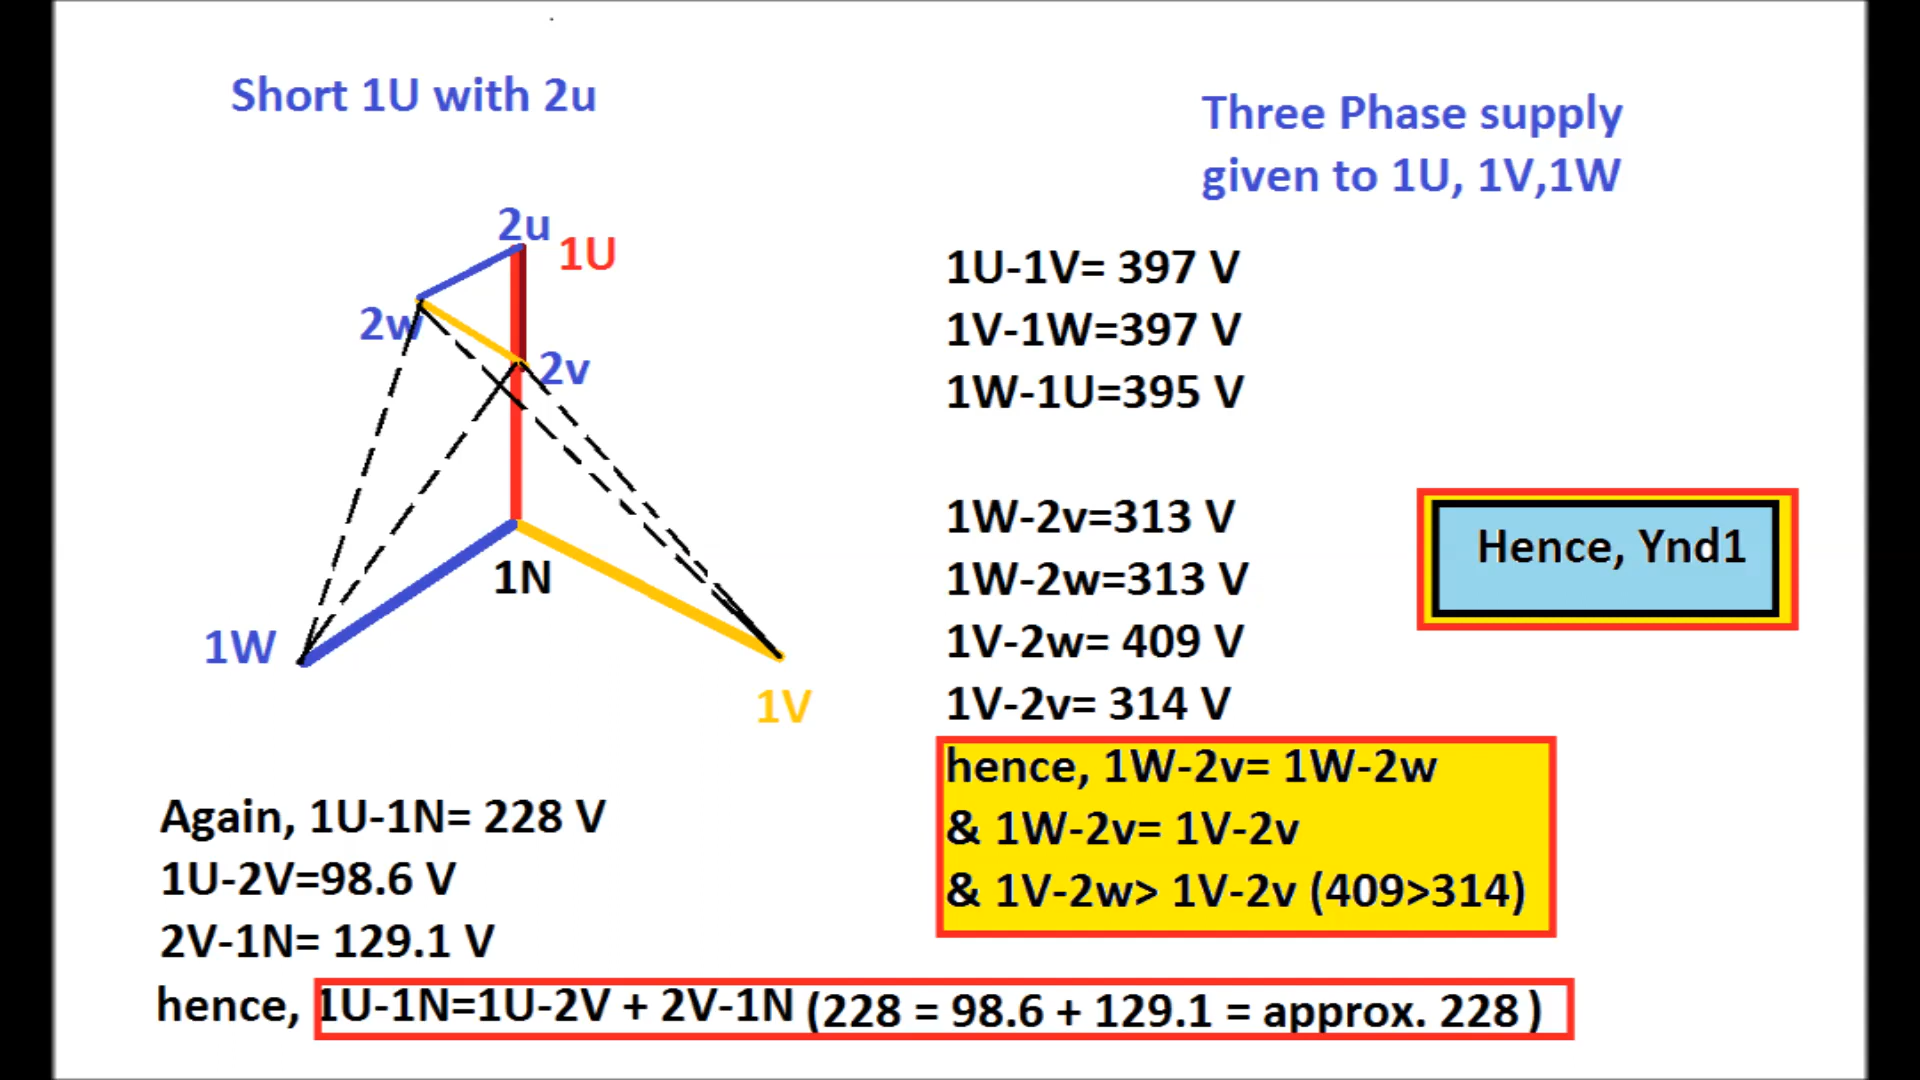 Short 1U with 2u
Three Phase supply
given to 1U, 1V,1W
2u
1U
2w
2v
1N
1W
1V
1U-1V= 397 V
1V-1W=397 V
1W-1U=395 V
1W-2v=313 V
1W-2w=313 V
1V-2w= 409 V
1V-2v= 314 V
Hence, Ynd1
hence, 1W-2v= 1W-2w
& 1W-2v= 1V-2v
& 1V-2w> 1V-2v (409>314)
Again, 1U-1N= 228 V
1U-2V=98.6 V
2V-1N= 129.1 V
hence, 1U-1N=1U-2V + 2V-1N (228 = 98.6 + 129.1 = approx. 228 )